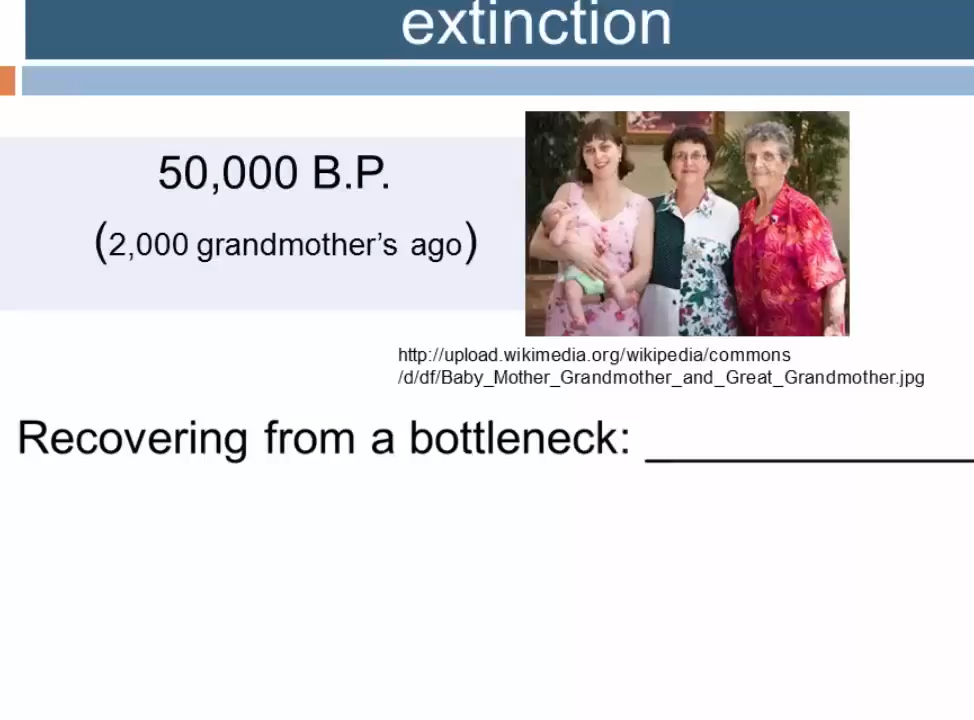 extinction
50,000 B.P.
(2,000 grandmother’s ago)
http://upload.wikimedia.org/wikipedia/commons
/d/df/Baby_Mother_Grandmother_and_Great_Grandmother.jpg
Recovering from a bottleneck: _______________